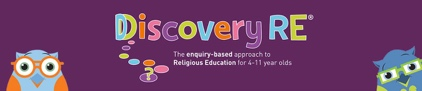 Discovery RE®
The enquiry-based approach to
Religious Education for 4-11 year olds
?